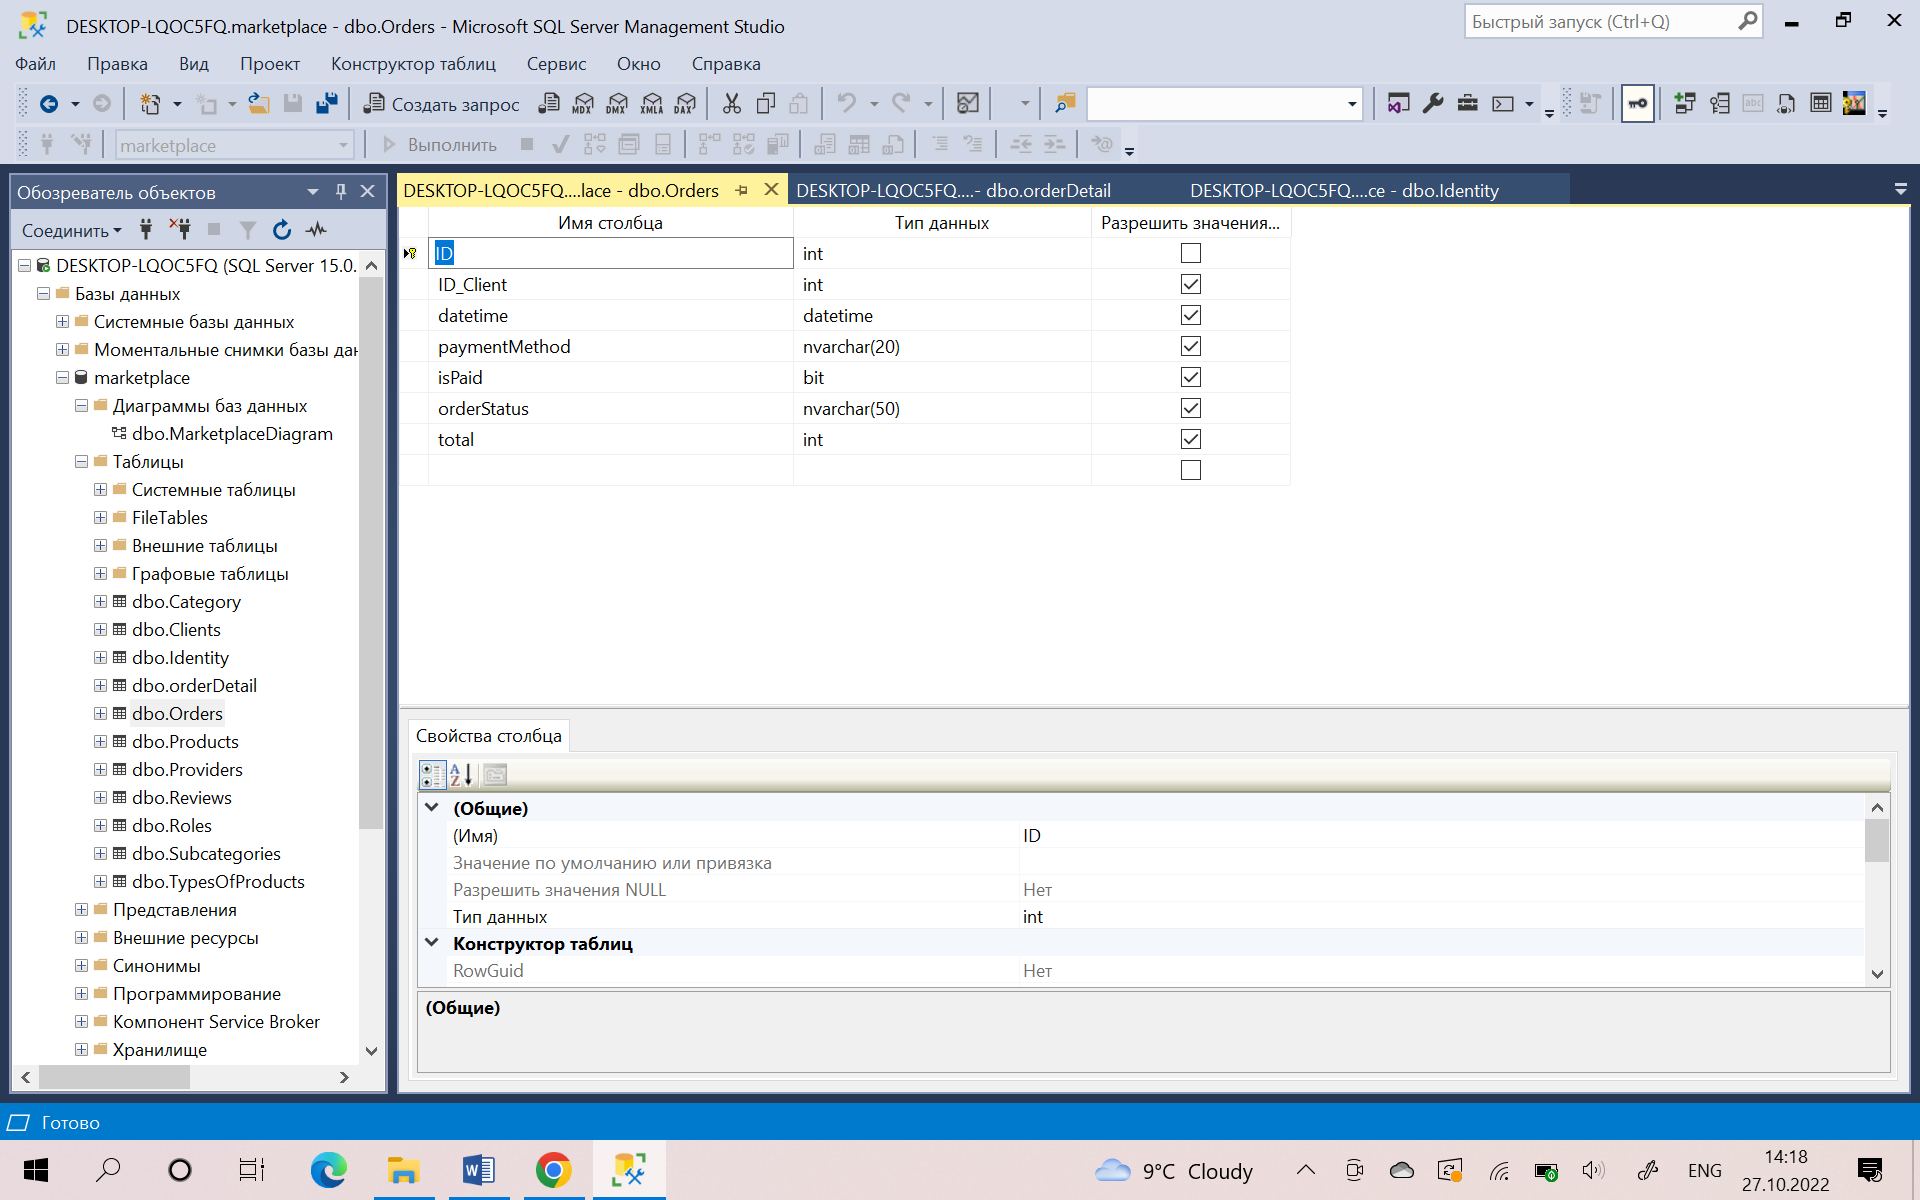 DESKTOP-LQOC5FQ.marketplace - dbo.Orders - Microsoft SQL Server Management Studio
Быстрый запуск (Ctrl+Q)
Файл Правка Вид Проект Конструктор таблиц Сервис Окно Справка
Создать запрос MDX DMX XMLA DAX
marketplace Выполнить
Обозреватель объектов
DESKTOP-LQOC5FQ....lace - dbo.Orders
DESKTOP-LQOC5FQ....- dbo.orderDetail
DESKTOP-LQOC5FQ....ce - dbo.Identity
Соединить
DESKTOP-LQOC5FQ (SQL Server 15.0.
Базы данных
Системные базы данных
Моментальные снимки базы дан
marketplace
Диаграммы баз данных
dbo.MarketplaceDiagram
Таблицы
Системные таблицы
FileTables
Внешние таблицы
Графовые таблицы
dbo.Category
dbo.Clients
dbo.Identity
dbo.orderDetail
dbo.Orders
dbo.Products
dbo.Providers
dbo.Reviews
dbo.Roles
dbo.Subcategories
dbo.TypesOfProducts
Представления
Внешние ресурсы
Синонимы
Программирование
Компонент Service Broker
Хранилище
Имя столбца Тип данных Разрешить значения...
ID int
ID_Client int
datetime datetime
paymentMethod nvarchar(20)
isPaid bit
orderStatus nvarchar(50)
total int
Свойства столбца
(Общие)
(Имя) ID
Значение по умолчанию или привязка
Разрешить значения NULL Нет
Тип данных int
Конструктор таблиц
RowGuid Нет
(Общие)
Готово
9°C Cloudy
ENG
14:18
27.10.2022